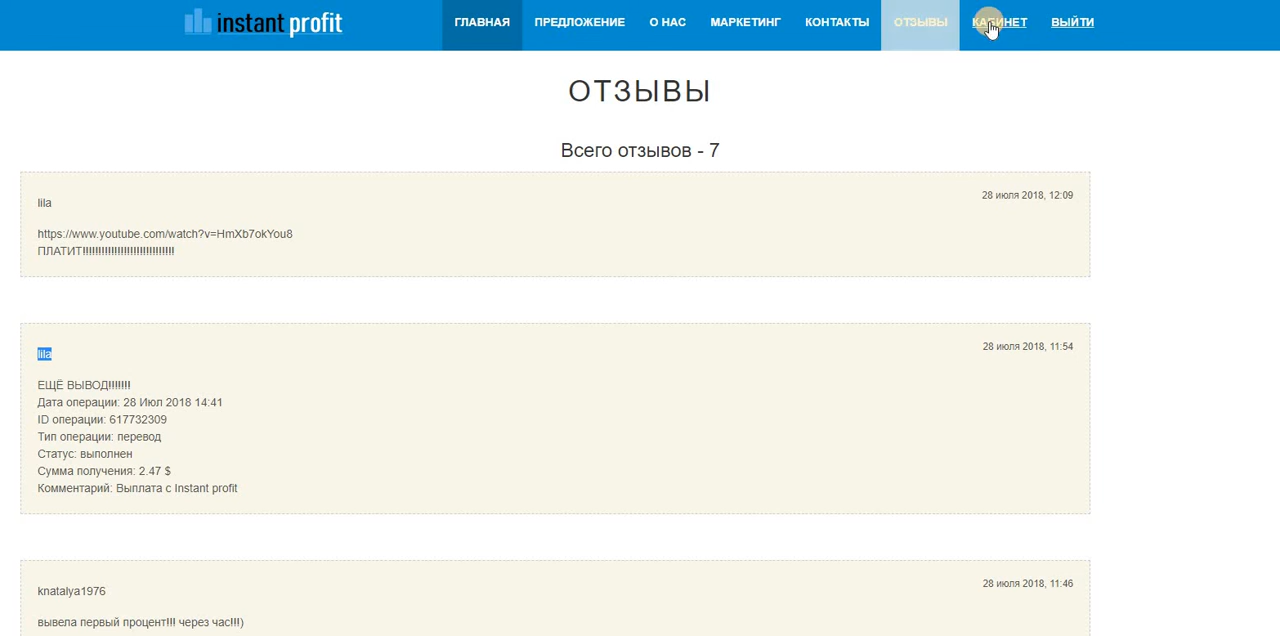 instant profit
ГЛАВНАЯ ПРЕДЛОЖЕНИЕ О НАС МАРКЕТИНГ КОНТАКТЫ ОТЗЫВЫ КАБИНЕТ ВЫЙТИ
ОТЗЫВЫ
Всего отзывов - 7
lila
28 июля 2018, 12:09
https://www.youtube.com/watch?v=HmXb7okYou8
ПЛАТИТ!!!!!!!!!!!!!!!!!!!!!!!!!!!!!
lila
28 июля 2018, 11:54
ЕЩЁ ВЫВОД!!!!!!!
Дата операции: 28 Июл 2018 14:41
ID операции: 617732309
Тип операции: перевод
Статус: выполнен
Сумма получения: 2.47 $
Комментарий: Выплата с Instant profit
knatalya1976
28 июля 2018, 11:46
вывела первый процент!!! через час!!!)